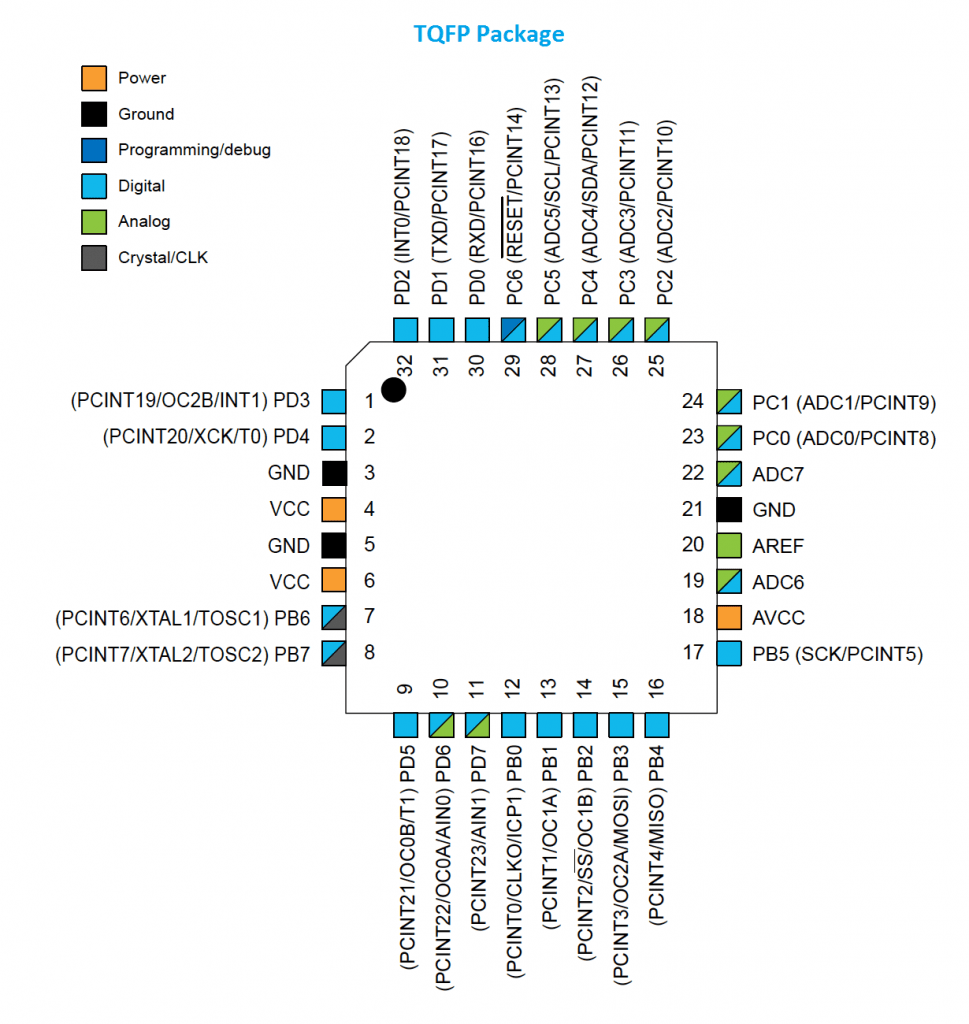 TQFP Package
Power
Ground
Programming/debug
Digital
Analog
Crystal/CLK
PD2 (INT0/PCINT18)
PD1 (TXD/PCINT17)
PD0 (RXD/PCINT16)
PC6 (RESET/PCINT14)
PC5 (ADC5/SCL/PCINT13)
PC4 (ADC4/SDA/PCINT12)
PC3 (ADC3/PCINT11)
PC2 (ADC2/PCINT10)
32
31
30
29
28
27
26
25
(PCINT19/OC2B/INT1) PD3
1
(PCINT20/XCK/T0) PD4
2
GND
3
VCC
4
GND
5
VCC
6
(PCINT6/XTAL1/TOSC1) PB6
7
(PCINT7/XTAL2/TOSC2) PB7
8
24
PC1 (ADC1/PCINT9)
23
PC0 (ADC0/PCINT8)
22
ADC7
21
GND
20
AREF
19
ADC6
18
AVCC
17
PB5 (SCK/PCINT5)
9
10
11
12
13
14
15
16
(PCINT21/OC0B/T1) PD5
(PCINT22/OC0A/AIN0) PD6
(PCINT23/AIN1) PD7
(PCINT0/CLKO/ICP1) PB0
(PCINT1/OC1A) PB1
(PCINT2/SS/OC1B) PB2
(PCINT3/OC2A/MOSI) PB3
(PCINT4/MISO) PB4